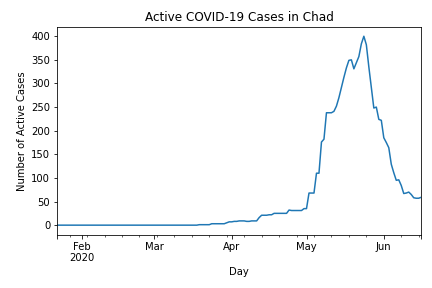 Active COVID-19 Cases in Chad
Number of Active Cases
400
350
300
250
200
150
100
50
0
Feb
2020
Mar
Apr
May
Jun
Day